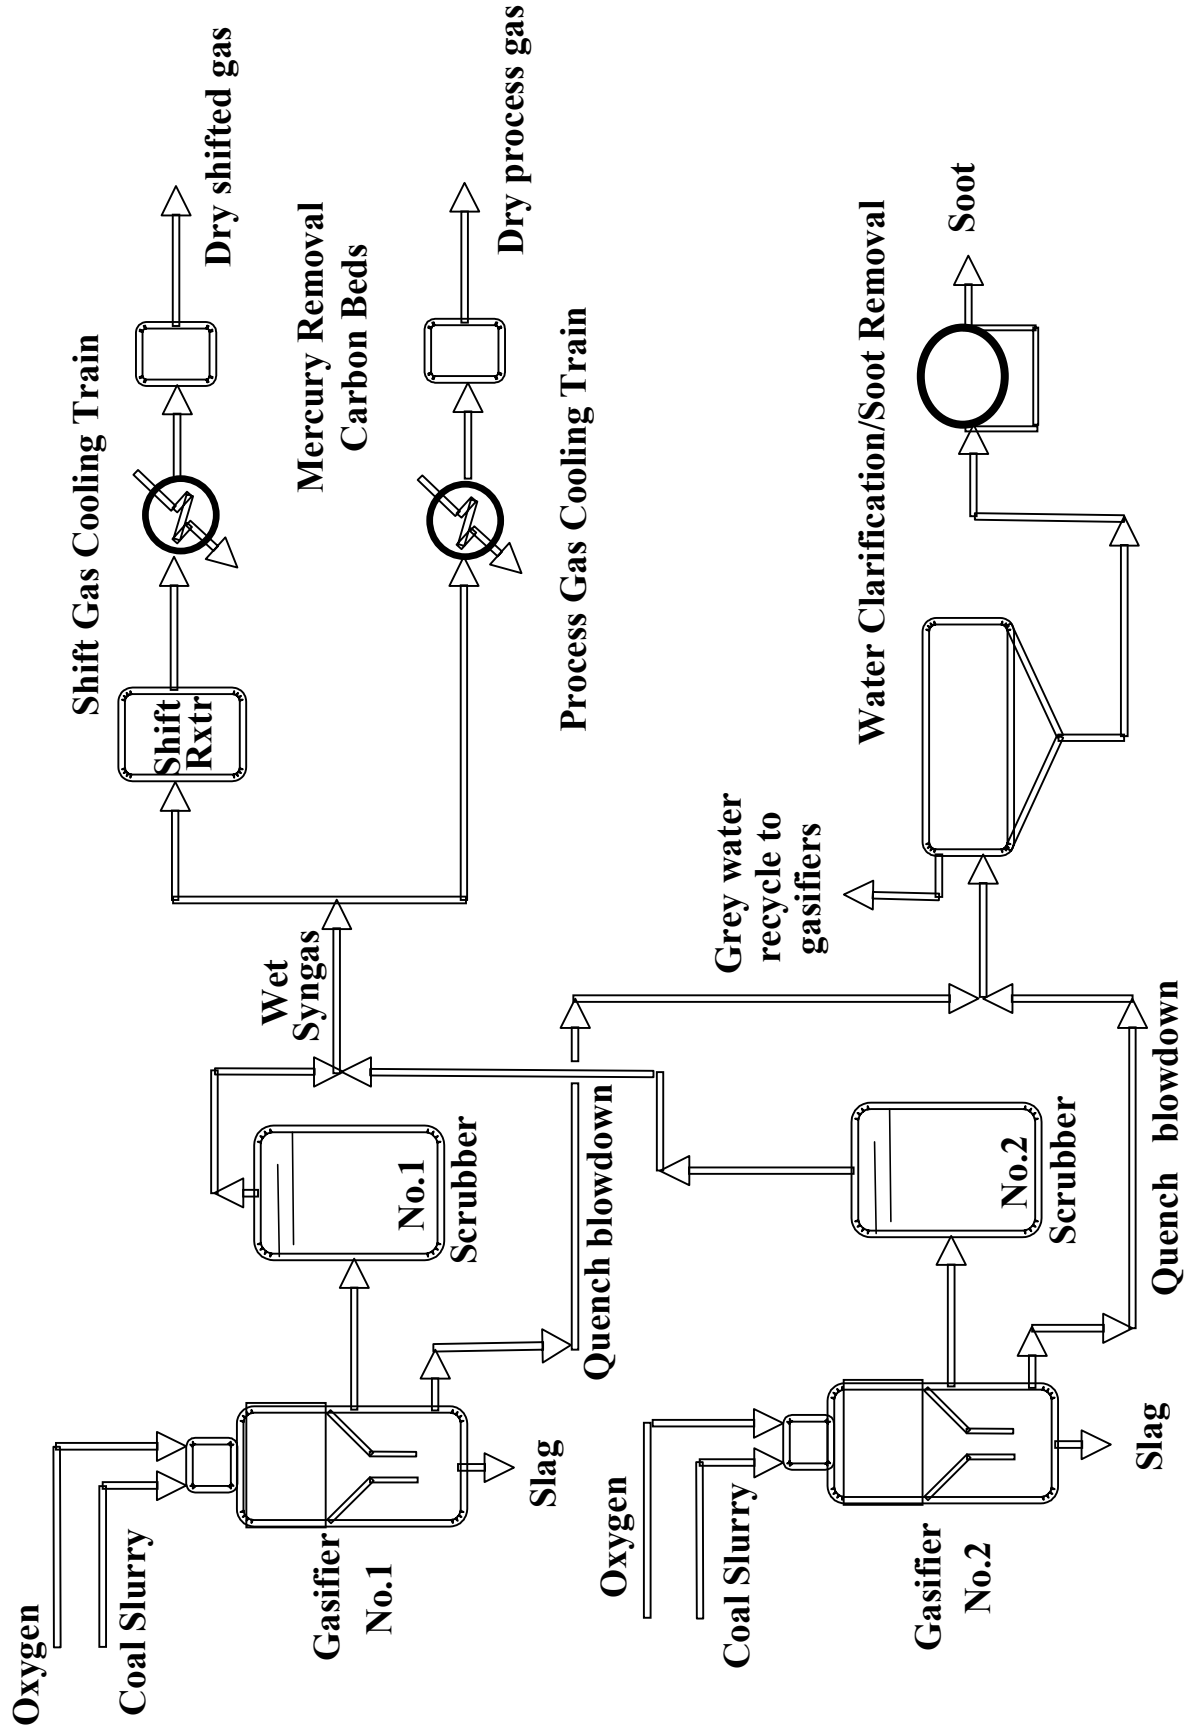 Oxygen
Coal Slurry
Gasifier
No.1
Slag
No.1
Scrubber
Quench blowdown
Wet
Syngas
Shift
Rxtr
Shift Gas Cooling Train
Dry shifted gas
Mercury Removal
Carbon Beds
Process Gas Cooling Train
Dry process gas
Oxygen
Coal Slurry
Gasifier
No.2
Slag
No.2
Scrubber
Quench blowdown
Grey water
recycle to
gasifiers
Water Clarification/Soot Removal
Soot